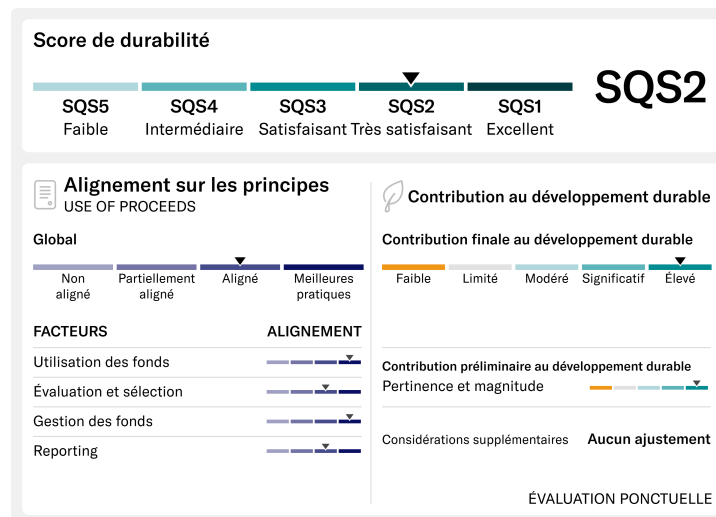 Score de durabilité
SQS2
SQS5 SQS4 SQS3 SQS2 SQS1
Faible Intermédiaire Satisfaisant Très satisfaisant Excellent
Alignement sur les principes
USE OF PROCEEDS
Global
Non aligné
Partiellement aligné
Aligné
Meilleures pratiques
FACTEURS ALIGNEMENT
Utilisation des fonds
Évaluation et sélection
Gestion des fonds
Reporting
Contribution au développement durable
Contribution finale au développement durable
Faible Limité Modéré Significatif Élevé
Contribution préliminaire au développement durable
Pertinence et magnitude
Considérations supplémentaires Aucun ajustement
ÉVALUATION PONCTUELLE